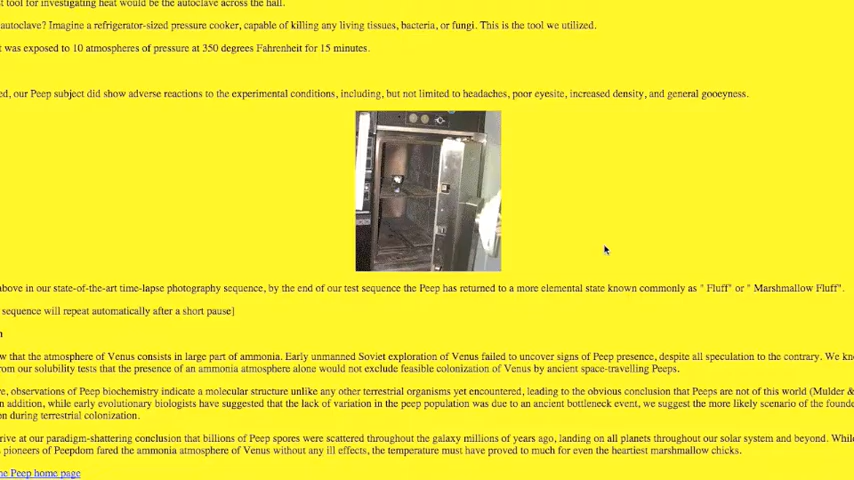 st tool for investigating heat would be the autoclave across the hall.
autoclave? Imagine a refrigerator-sized pressure cooker, capable of killing any living tissues, bacteria, or fungi. This is the tool we utilized.
t was exposed to 10 atmospheres of pressure at 350 degrees Fahrenheit for 15 minutes.
ed, our Peep subject did show adverse reactions to the experimental conditions, including, but not limited to headaches, poor eyesite, increased density, and general gooeyness.
above in our state-of-the-art time-lapse photography sequence, by the end of our test sequence the Peep has returned to a more elemental state known commonly as " Fluff" or " Marshmallow Fluff".
sequence will repeat automatically after a short pause]
n
w that the atmosphere of Venus consists in large part of ammonia. Early unmanned Soviet exploration of Venus failed to uncover signs of Peep presence, despite all speculation to the contrary. We kno
rom our solubility tests that the presence of an ammonia atmosphere alone would not exclude feasible colonization of Venus by ancient space-travelling Peeps.
e, observations of Peep biochemistry indicate a molecular structure unlike any other terrestrial organisms yet encountered, leading to the obvious conclusion that Peeps are not of this world (Mulder &
n addition, while early evolutionary biologists have suggested that the lack of variation in the peep population was due to an ancient bottleneck event, we suggest the more likely scenario of the founde
on during terrestrial colonization.
rive at our paradigm-shattering conclusion that billions of Peep spores were scattered throughout the galaxy millions of years ago, landing on all planets throughout our solar system and beyond. While
pioneers of Peepdom fared the ammonia atmosphere of Venus without any ill effects, the temperature must have proved to much for even the heartiest marshmallow chicks.
he Peep home page